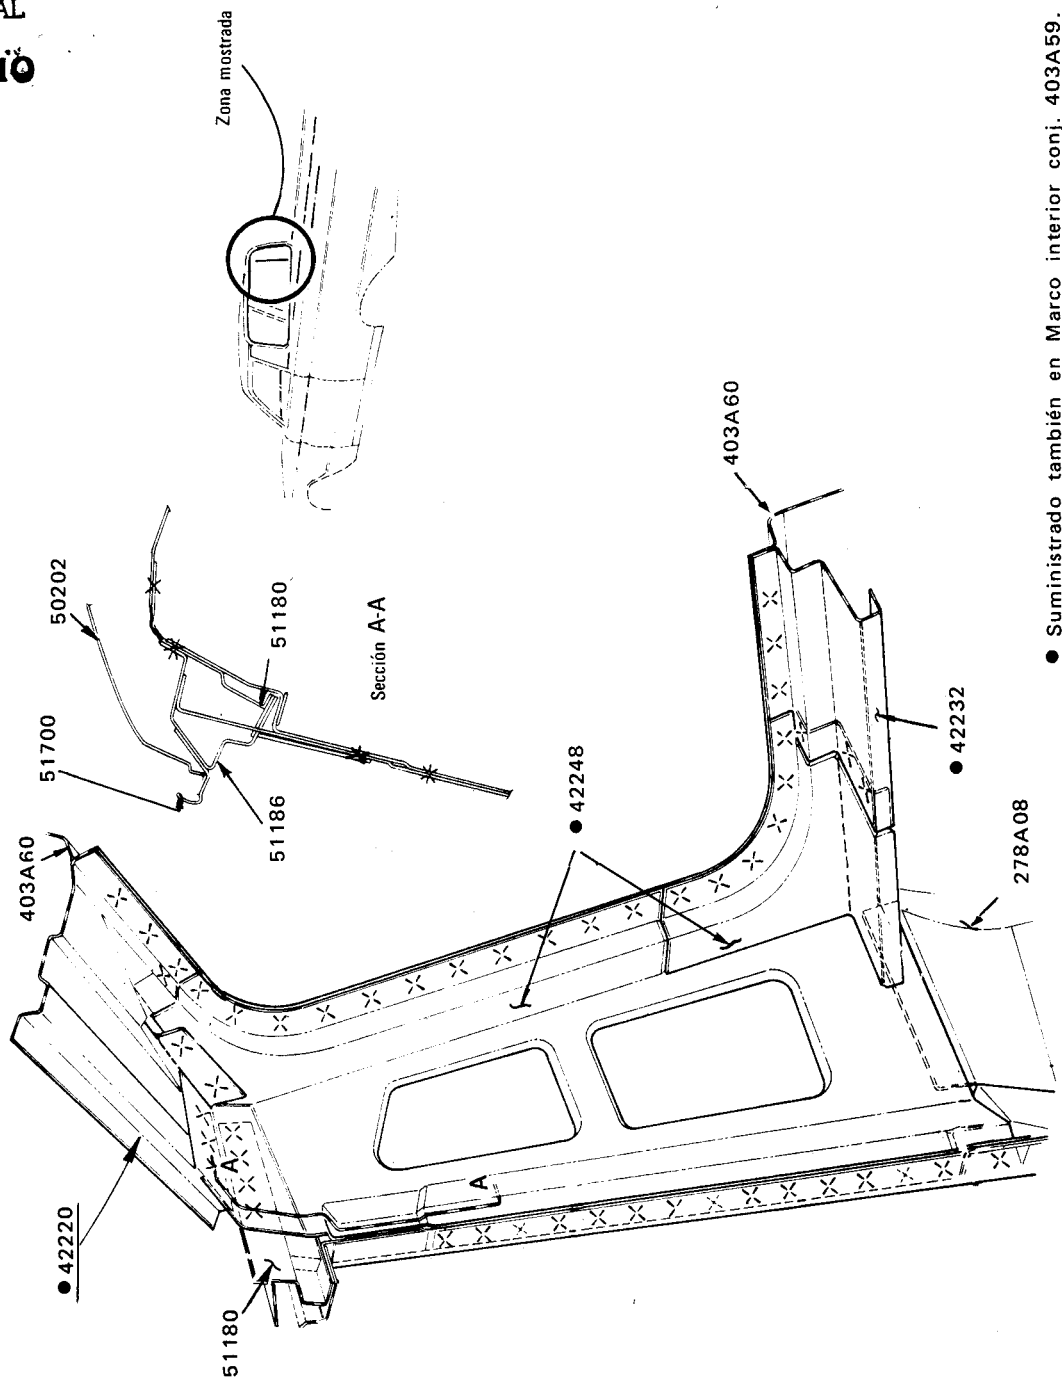 AL
Zona mostrada
50202
51700
51180
51186
Sección A-A
403A60
403A60
● 42220
51180
A
A
● 42248
● 42232
278A08
● Suministrado también en Marco interior conj. 403A59.